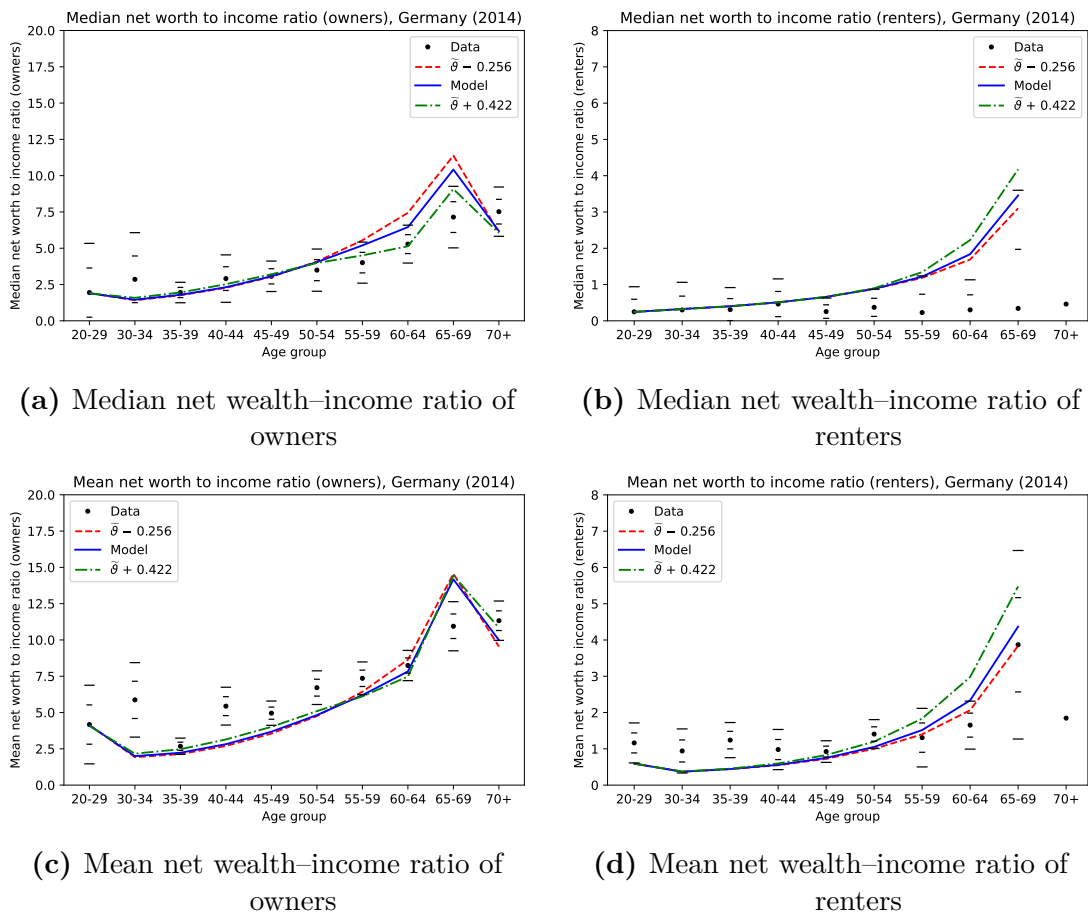 Median net worth to income ratio (owners), Germany (2014)
Median net worth to income ratio (owners)
20.0
17.5
15.0
12.5
10.0
7.5
5.0
2.5
0.0
Data
ϑ̃ − 0.256
Model
ϑ̃ + 0.422
20-29 30-34 35-39 40-44 45-49 50-54 55-59 60-64 65-69 70+
Age group
(a) Median net wealth–income ratio of
owners
Median net worth to income ratio (renters), Germany (2014)
Median net worth to income ratio (renters)
8
7
6
5
4
3
2
1
0
Data
ϑ̃ − 0.256
Model
ϑ̃ + 0.422
20-29 30-34 35-39 40-44 45-49 50-54 55-59 60-64 65-69 70+
Age group
(b) Median net wealth–income ratio of
renters
Mean net worth to income ratio (owners), Germany (2014)
Mean net worth to income ratio (owners)
20.0
17.5
15.0
12.5
10.0
7.5
5.0
2.5
0.0
Data
ϑ̃ − 0.256
Model
ϑ̃ + 0.422
20-29 30-34 35-39 40-44 45-49 50-54 55-59 60-64 65-69 70+
Age group
(c) Mean net wealth–income ratio of
owners
Mean net worth to income ratio (renters), Germany (2014)
Mean net worth to income ratio (renters)
8
7
6
5
4
3
2
1
0
Data
ϑ̃ − 0.256
Model
ϑ̃ + 0.422
20-29 30-34 35-39 40-44 45-49 50-54 55-59 60-64 65-69 70+
Age group
(d) Mean net wealth–income ratio of
renters